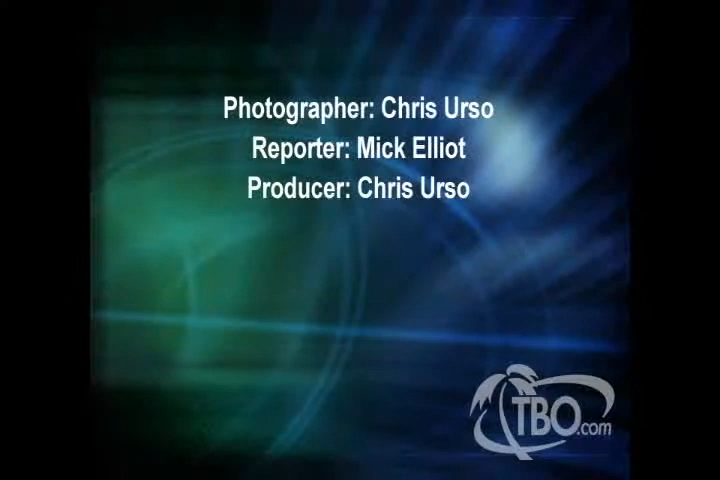 Photographer: Chris Urso
Reporter: Mick Elliot
Producer: Chris Urso
TBO.com